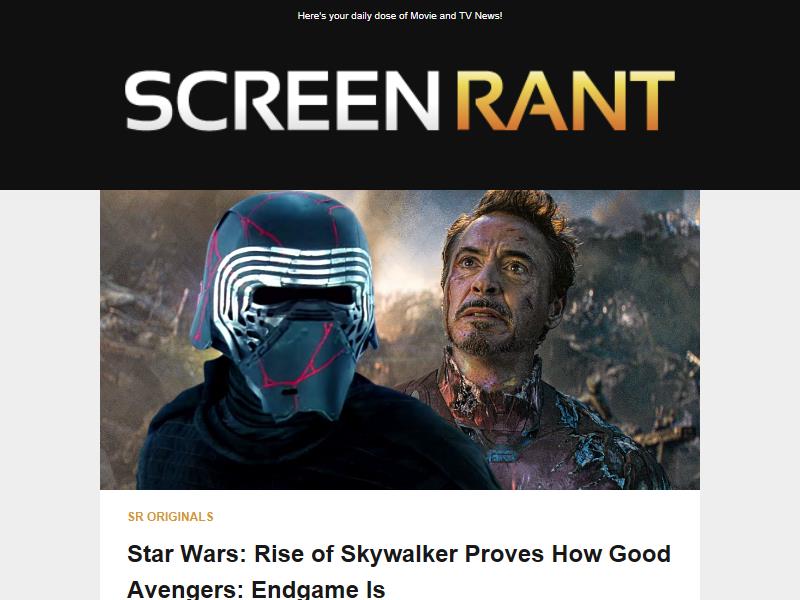 Here's your daily dose of Movie and TV News!
SCREEN RANT
SR ORIGINALS
Star Wars: Rise of Skywalker Proves How Good
Avengers: Endgame Is